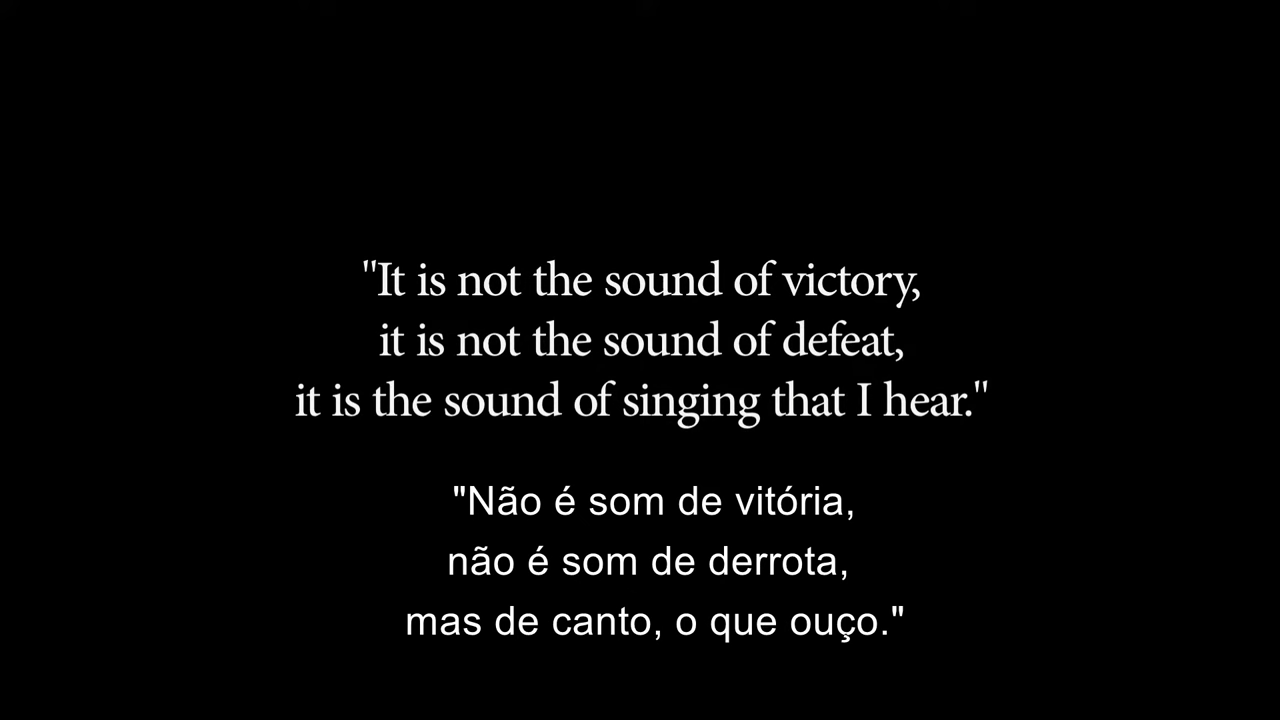 "It is not the sound of victory,
it is not the sound of defeat,
it is the sound of singing that I hear."
"Não é som de vitória,
não é som de derrota,
mas de canto, o que ouço."